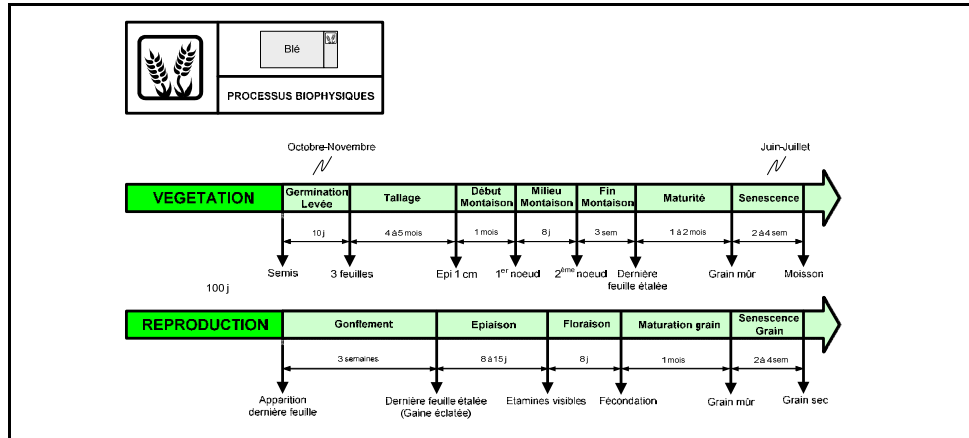 Blé
PROCESSUS BIOPHYSIQUES
Octobre-Novembre
Juin-Juillet
VEGETATION
Germination
Levée
Tallage
Début
Montaison
Milieu
Montaison
Fin
Montaison
Maturité
Senescence
10 j
4 à 5 mois
1 mois
8 j
3 sem
1 à 2 mois
2 à 4 sem
Semis
3 feuilles
Epi 1 cm
1er noeud
2ème noeud
Dernière
feuille étalée
Grain mûr
Moisson
100 j
REPRODUCTION
Gonflement
Epiaison
Floraison
Maturation grain
Senescence
Grain
3 semaines
8 à 15 j
8 j
1 mois
2 à 4 sem
Apparition
dernière feuille
Dernière feuille étalée
(Gaine éclatée)
Etamines visibles
Fécondation
Grain mûr
Grain sec